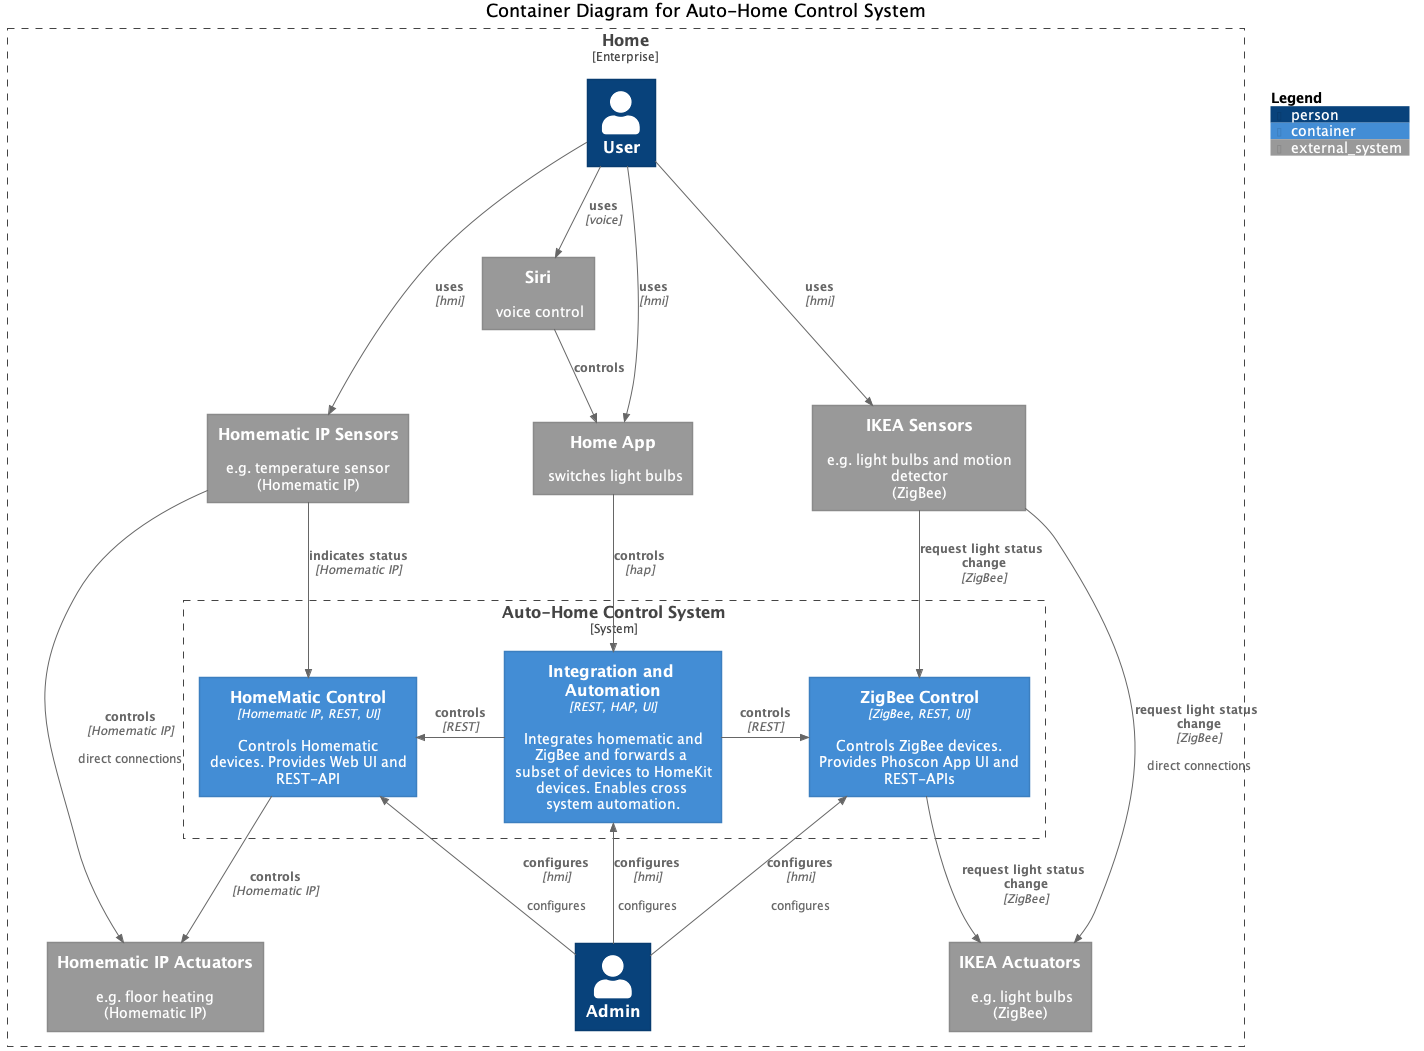 Container Diagram for Auto-Home Control System
Home
[Enterprise]
User
Legend
person
container
external_system
uses
[voice]
uses
[hmi]
uses
[hmi]
uses
[hmi]
Siri
voice control
controls
Homematic IP Sensors
e.g. temperature sensor
(Homematic IP)
Home App
switches light bulbs
IKEA Sensors
e.g. light bulbs and motion
detector
(ZigBee)
indicates status
[Homematic IP]
controls
[hap]
request light status
change
[ZigBee]
Auto-Home Control System
[System]
HomeMatic Control
[Homematic IP, REST, UI]
Controls Homematic
devices. Provides Web UI and
REST-API
controls
[REST]
Integration and
Automation
[REST, HAP, UI]
Integrates homematic and
ZigBee and forwards a
subset of devices to HomeKit
devices. Enables cross
system automation.
controls
[REST]
ZigBee Control
[ZigBee, REST, UI]
Controls ZigBee devices.
Provides Phoscon App UI and
REST-APIs
controls
[Homematic IP]
direct connections
request light status
change
[ZigBee]
direct connections
controls
[Homematic IP]
configures
[hmi]
configures
configures
[hmi]
configures
configures
[hmi]
configures
request light status
change
[ZigBee]
Homematic IP Actuators
e.g. floor heating
(Homematic IP)
Admin
IKEA Actuators
e.g. light bulbs
(ZigBee)